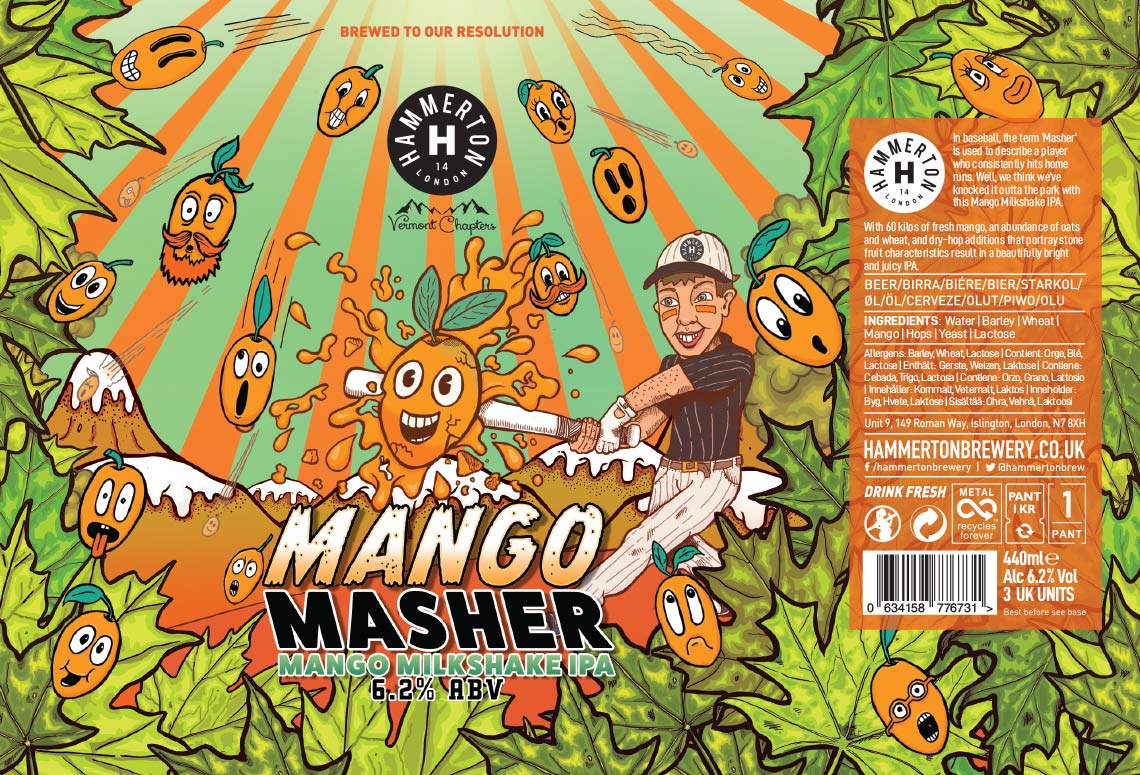 BREWED TO OUR RESOLUTION
HAMMERTON
H
14
LONDON
Vermont Chapters
HAMMERTON
H
14
LONDON
MANGO
MASHER
MANGO MILKSHAKE IPA
6.2% ABV
HAMMERTON
H
14
LONDON
In baseball, the term 'Masher'
is used to describe a player
who consistently hits home
runs. Well, we think we've
knocked it outta the park with
this Mango Milkshake IPA.
With 60 kilos of fresh mango, an abundance of oats
and wheat, and dry-hop additions that portray stone
fruit characteristics result in a beautifully bright
and juicy IPA.
BEER/BIRRA/BIÉRE/BIER/STARKOL/
ØL/ÖL/CERVEZE/OLUT/PIWO/OLU
INGREDIENTS: Water | Barley | Wheat |
Mango | Hops | Yeast | Lactose
Allergens: Barley, Wheat, Lactose | Contient: Orge, Blé,
Lactose | Enthält: Gerste, Weizen, Laktose | Contiene:
Cebada, Trigo, Lactosa | Contiene: Orzo, Grano, Lattosio
| Innehåller: Kornmalt, Vetemalt, Laktos | Inneholder:
Byg, Hvete, Laktose | Sisältää: Ohra, Vehnä, Laktoosi
Unit 9, 149 Roman Way, Islington, London, N7 8XH
HAMMERTONBREWERY.CO.UK
f /hammertonbrewery | @hammertonbrew
DRINK FRESH
METAL
recycles
forever
PANT
1 KR
1
PANT
440ml e
Alc 6.2% Vol
3 UK UNITS
Best before see base
0 634158 776731 >